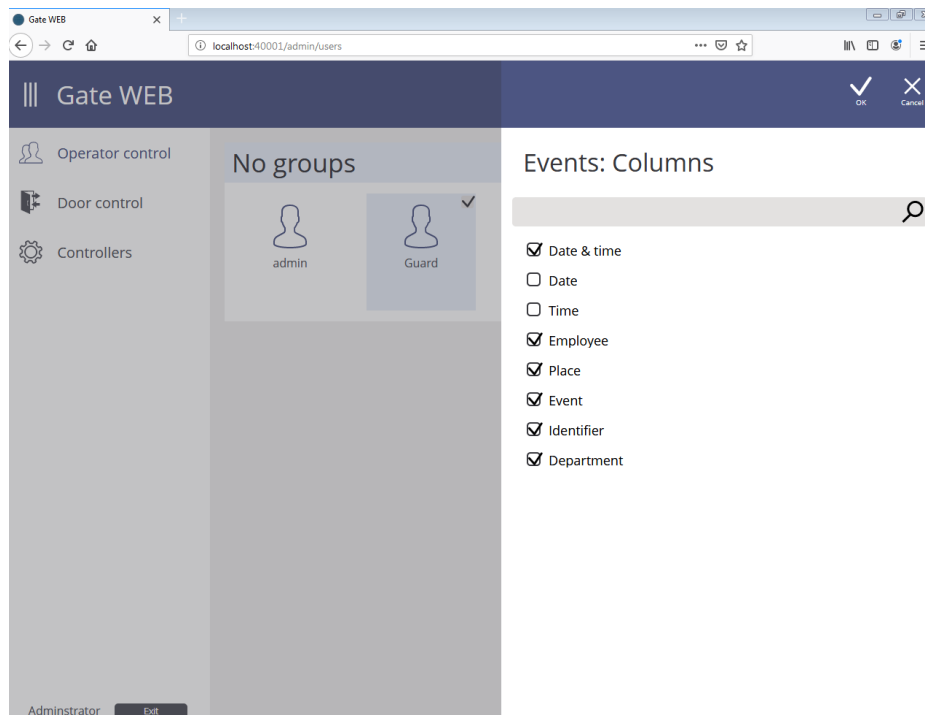 Gate WEB
localhost:40001/admin/users
Gate WEB
OK
Cancel
Operator control
Door control
Controllers
No groups
admin
Guard
Events: Columns
Date & time
Date
Time
Employee
Place
Event
Identifier
Department
Adminstrator
Exit